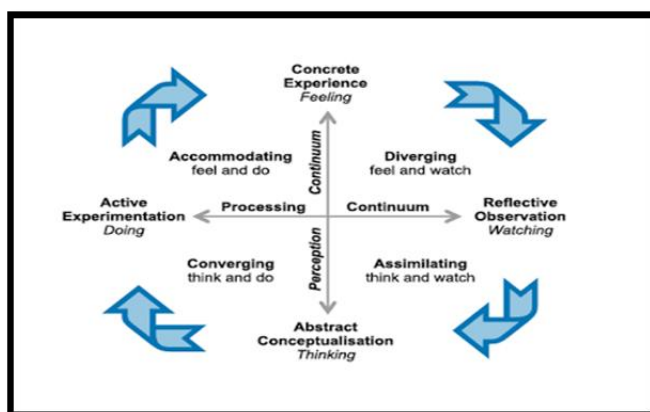 Concrete
Experience
Feeling
Continuum
Accommodating
feel and do
Diverging
feel and watch
Active
Experimentation
Doing
Processing
Continuum
Reflective
Observation
Watching
Perception
Converging
think and do
Assimilating
think and watch
Abstract
Conceptualisation
Thinking